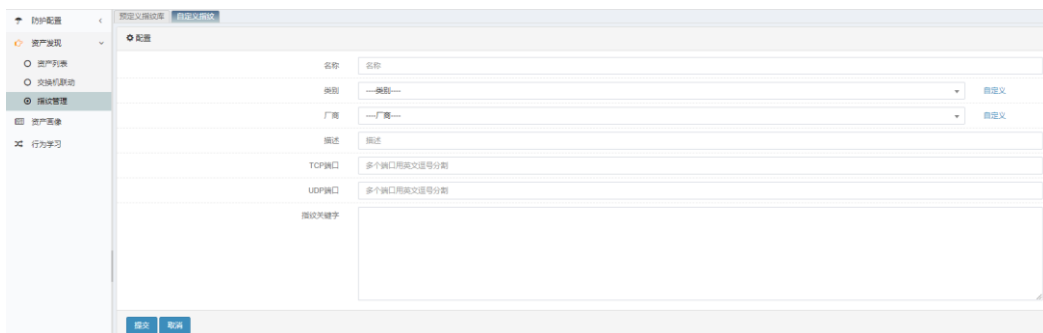 防护配置
资产发现
资产列表
交换机联动
指纹管理
资产画像
行为学习
预定义指纹库 自定义指纹
配置
名称 名称
类别 ----类别---- 自定义
厂商 ----厂商---- 自定义
描述 描述
TCP端口 多个端口用英文逗号分割
UDP端口 多个端口用英文逗号分割
指纹关键字
提交 取消